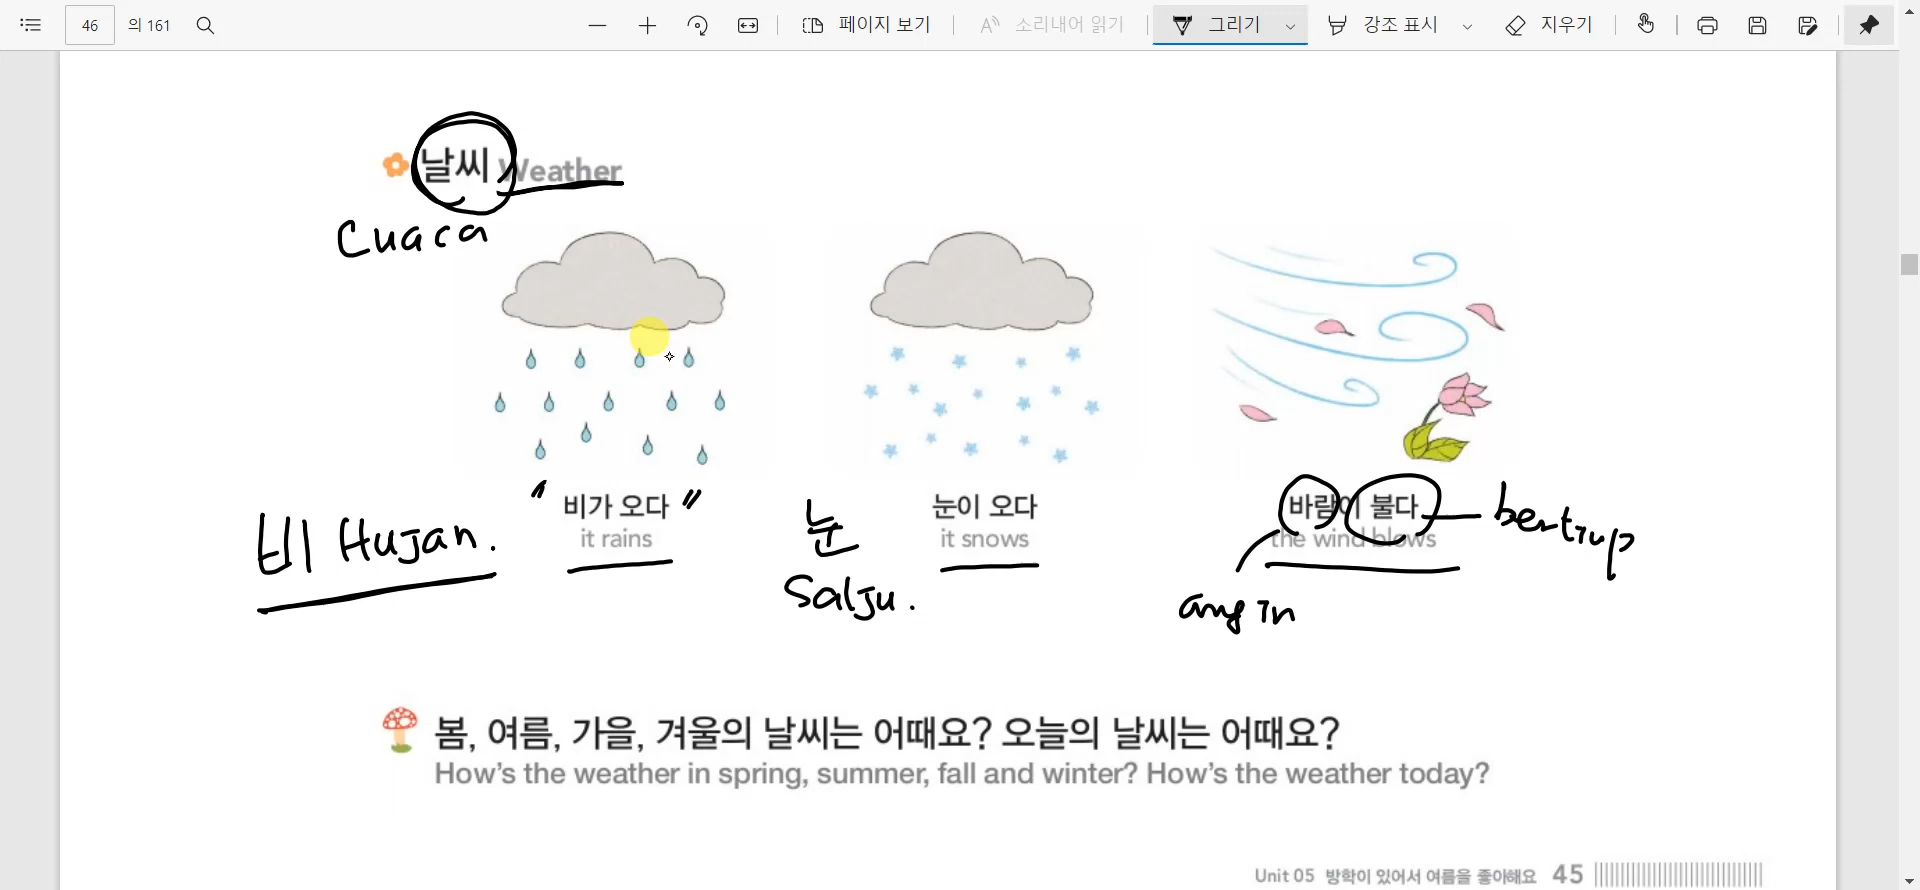 46 의 161 페이지 보기 소리내어 읽기 그리기 강조 표시 지우기
날씨 Weather
Cuaca
비가 오다
it rains
비 Hujan.
눈이 오다
it snows
눈
Salju.
바람이 불다
the wind blows
bertiup
angin
봄, 여름, 가을, 겨울의 날씨는 어때요? 오늘의 날씨는 어때요?
How's the weather in spring, summer, fall and winter? How's the weather today?
Unit 05 방학이 있어서 여름을 좋아해요 45